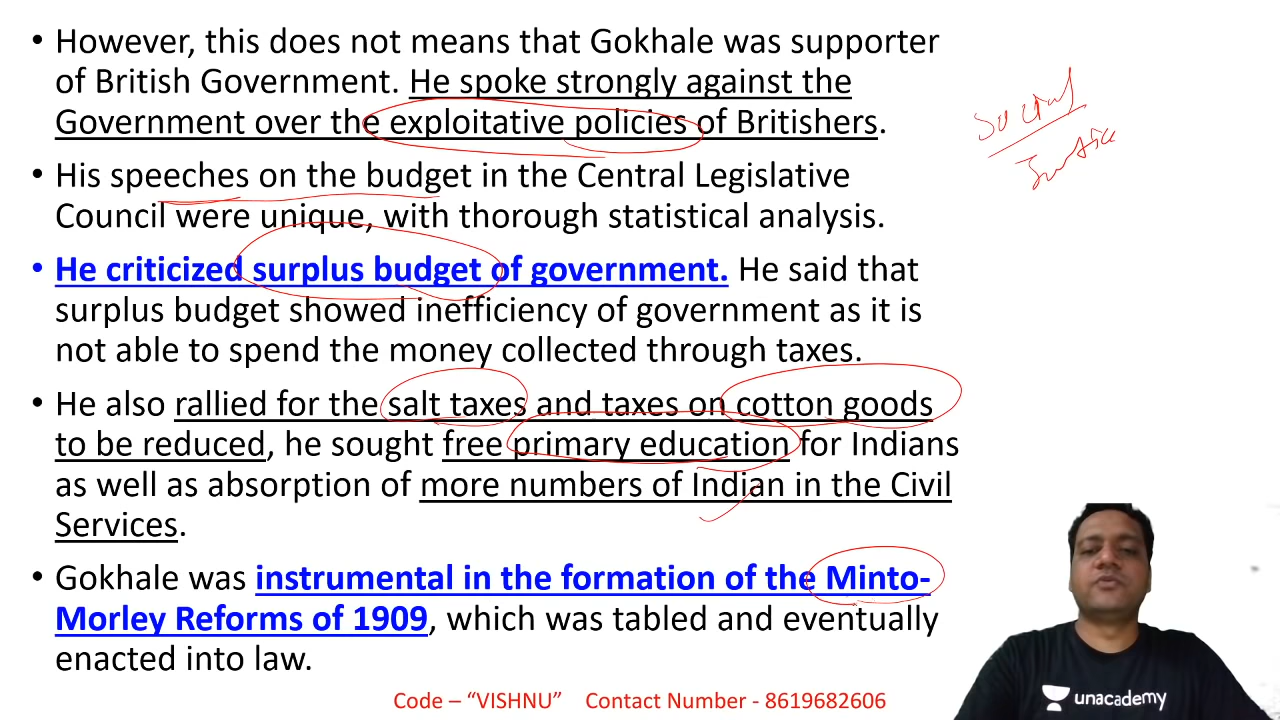 • However, this does not means that Gokhale was supporter
of British Government. He spoke strongly against the
Government over the exploitative policies of Britishers.
• His speeches on the budget in the Central Legislative
Council were unique, with thorough statistical analysis.
• He criticized surplus budget of government. He said that
surplus budget showed inefficiency of government as it is
not able to spend the money collected through taxes.
• He also rallied for the salt taxes and taxes on cotton goods
to be reduced, he sought free primary education for Indians
as well as absorption of more numbers of Indian in the Civil
Services.
• Gokhale was instrumental in the formation of the Minto-
Morley Reforms of 1909, which was tabled and eventually
enacted into law.
Social
Justice
unacademy
Code – “VISHNU” Contact Number - 8619682606